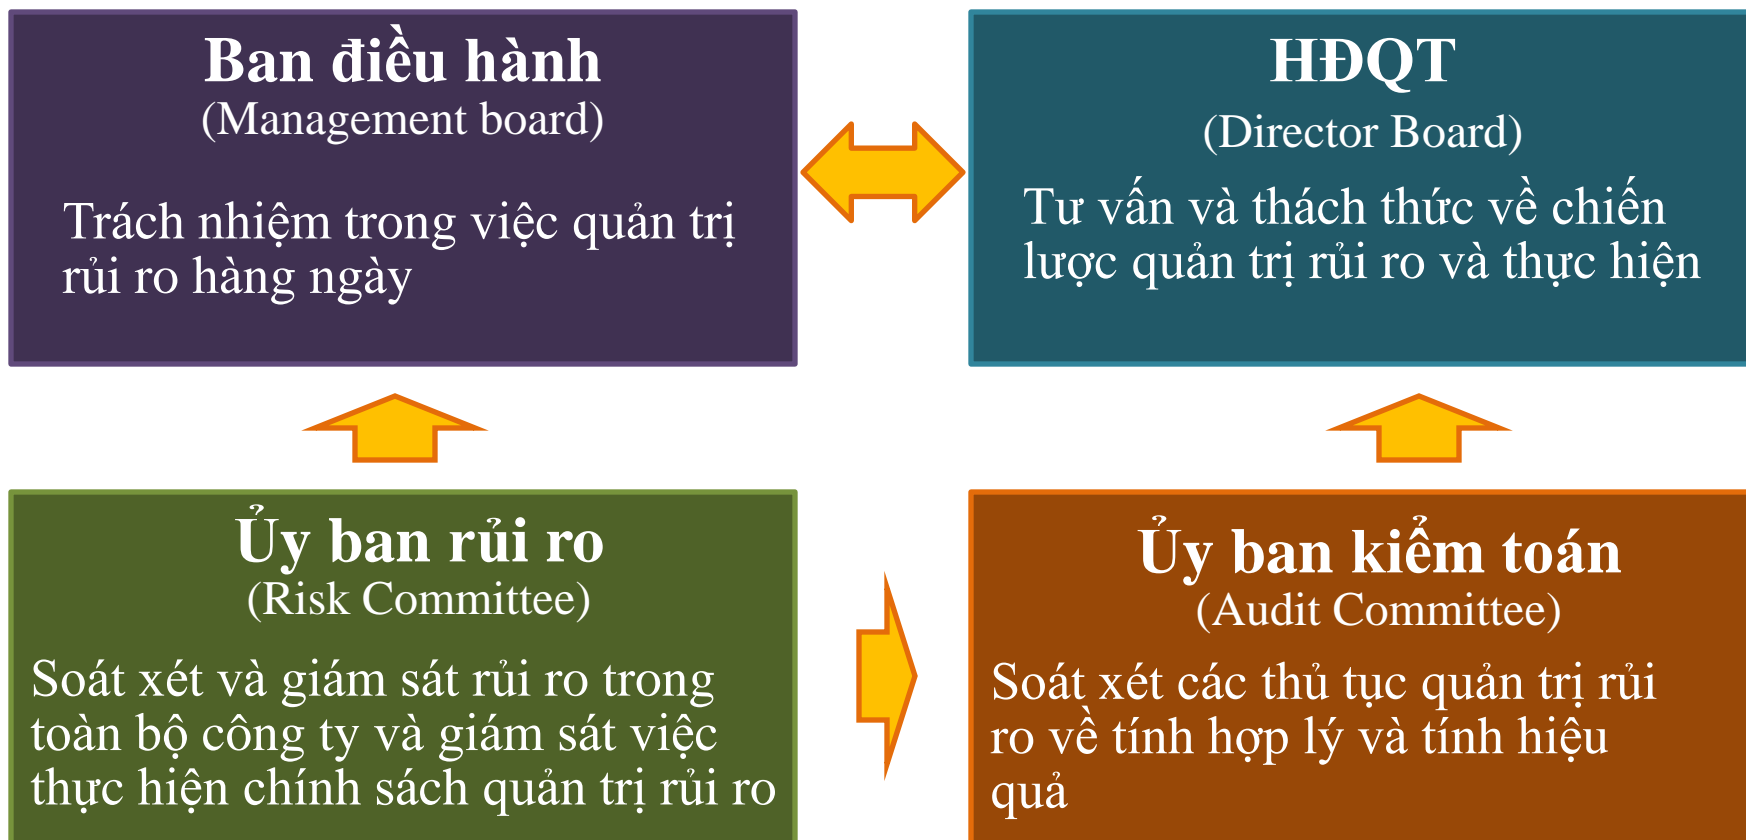 Ban điều hành
(Management board)
Trách nhiệm trong việc quản trị
rủi ro hàng ngày
HĐQT
(Director Board)
Tư vấn và thách thức về chiến
lược quản trị rủi ro và thực hiện
Ủy ban rủi ro
(Risk Committee)
Soát xét và giám sát rủi ro trong
toàn bộ công ty và giám sát việc
thực hiện chính sách quản trị rủi ro
Ủy ban kiểm toán
(Audit Committee)
Soát xét các thủ tục quản trị rủi
ro về tính hợp lý và tính hiệu
quả